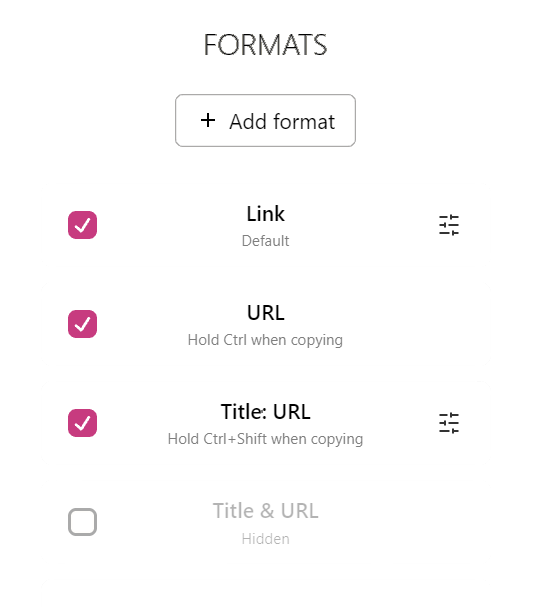 FORMATS
+ Add format
Link
Default
URL
Hold Ctrl when copying
Title: URL
Hold Ctrl+Shift when copying
Title & URL
Hidden